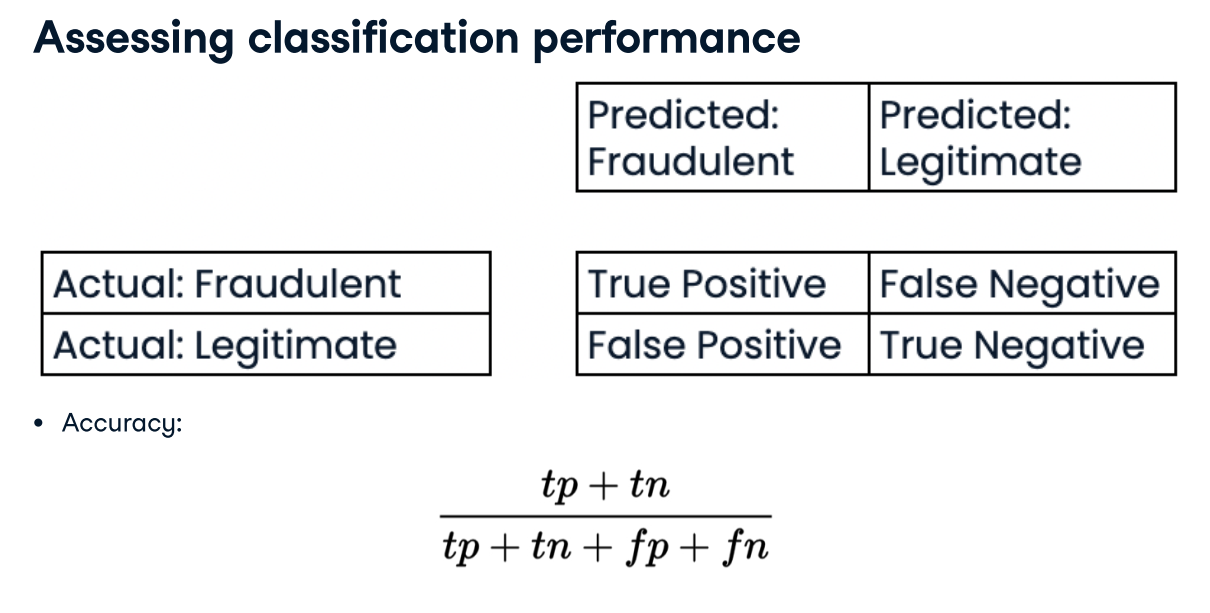 Assessing classification performance
Predicted:
Fraudulent
Predicted:
Legitimate
Actual: Fraudulent
True Positive
False Negative
Actual: Legitimate
False Positive
True Negative
• Accuracy:
tp + tn
tp + tn + fp + fn